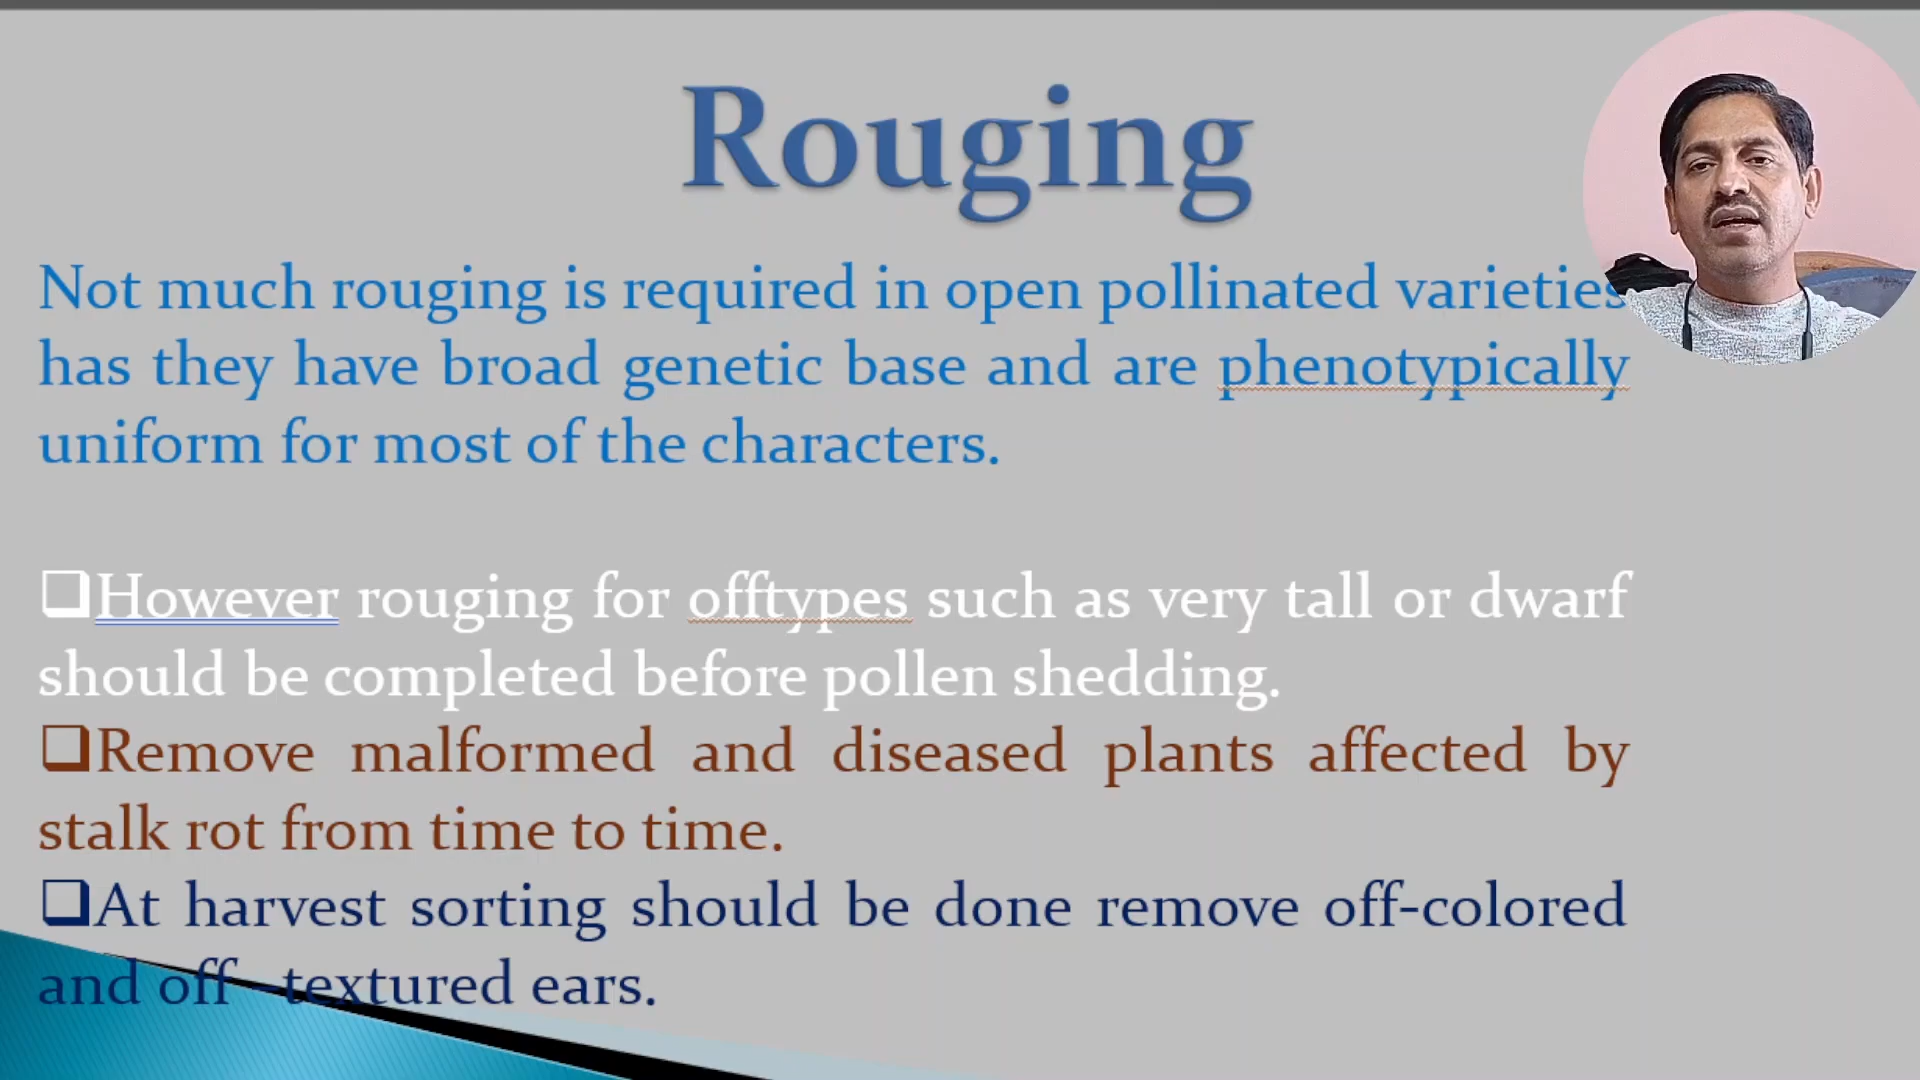 Rouging
Not much rouging is required in open pollinated varieties
has they have broad genetic base and are phenotypically
uniform for most of the characters.
❑However rouging for offtypes such as very tall or dwarf
should be completed before pollen shedding.
❑Remove malformed and diseased plants affected by
stalk rot from time to time.
❑At harvest sorting should be done remove off-colored
and off –textured ears.